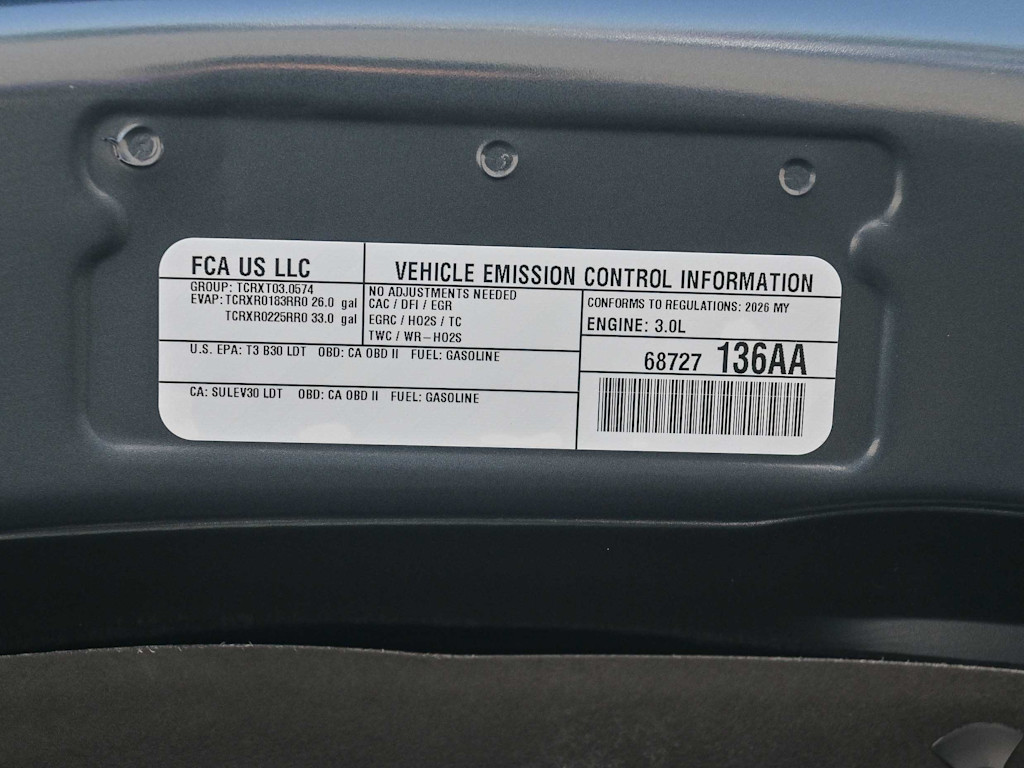 FCA US LLC
VEHICLE EMISSION CONTROL INFORMATION
GROUP: TCRXT03.0574
EVAP: TCRXR0183RR0 26.0 gal
TCRXR0225RR0 33.0 gal
NO ADJUSTMENTS NEEDED
CAC / DFI / EGR
EGRC / HO2S / TC
TWC / WR-HO2S
CONFORMS TO REGULATIONS: 2026 MY
ENGINE: 3.0L
U.S. EPA: T3 B30 LDT OBD: CA OBD II FUEL: GASOLINE
68727 136AA
CA: SULEV30 LDT OBD: CA OBD II FUEL: GASOLINE